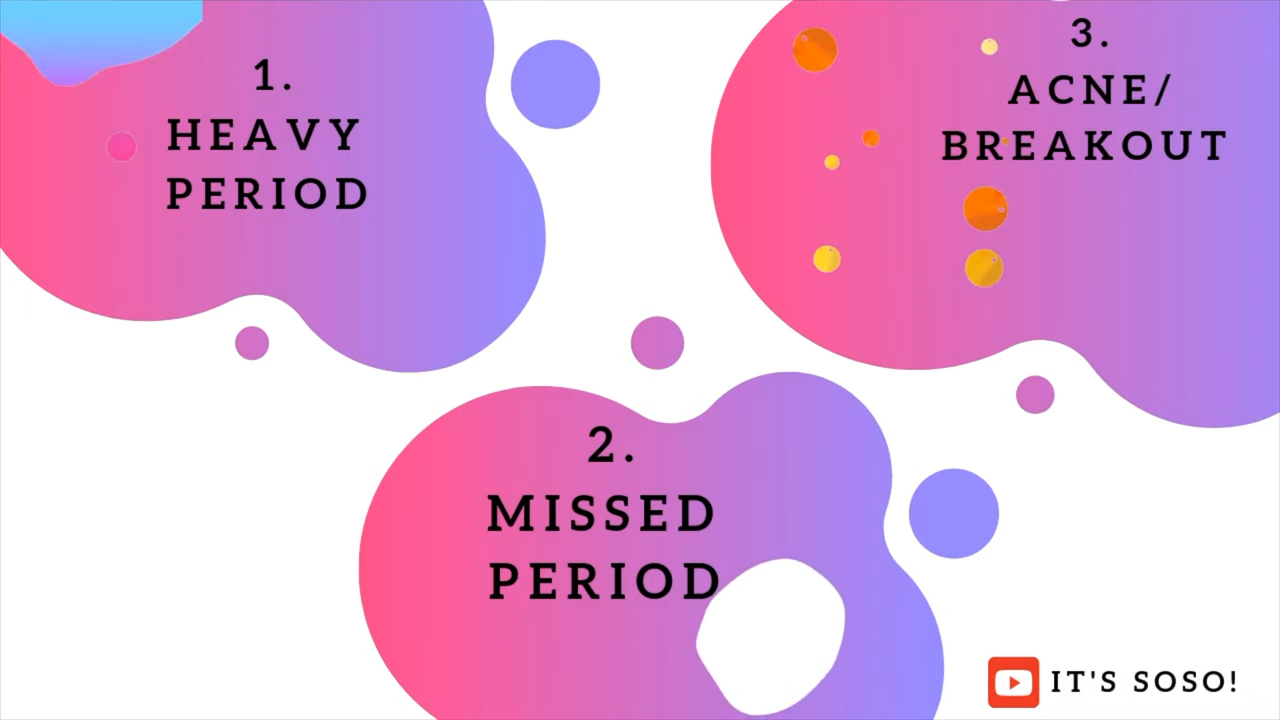 1.
HEAVY
PERIOD
2.
MISSED
PERIOD
3.
ACNE/
BREAKOUT
IT'S SOSO!